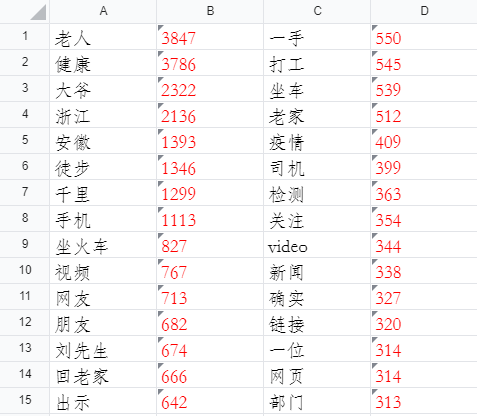 A B C D
1 老人 3847 一手 550
2 健康 3786 打工 545
3 大爷 2322 坐车 539
4 浙江 2136 老家 512
5 安徽 1393 疫情 409
6 徒步 1346 司机 399
7 千里 1299 检测 363
8 手机 1113 关注 354
9 坐火车 827 video 344
10 视频 767 新闻 338
11 网友 713 确实 327
12 朋友 682 链接 320
13 刘先生 674 一位 314
14 回老家 666 网页 314
15 出示 642 部门 313